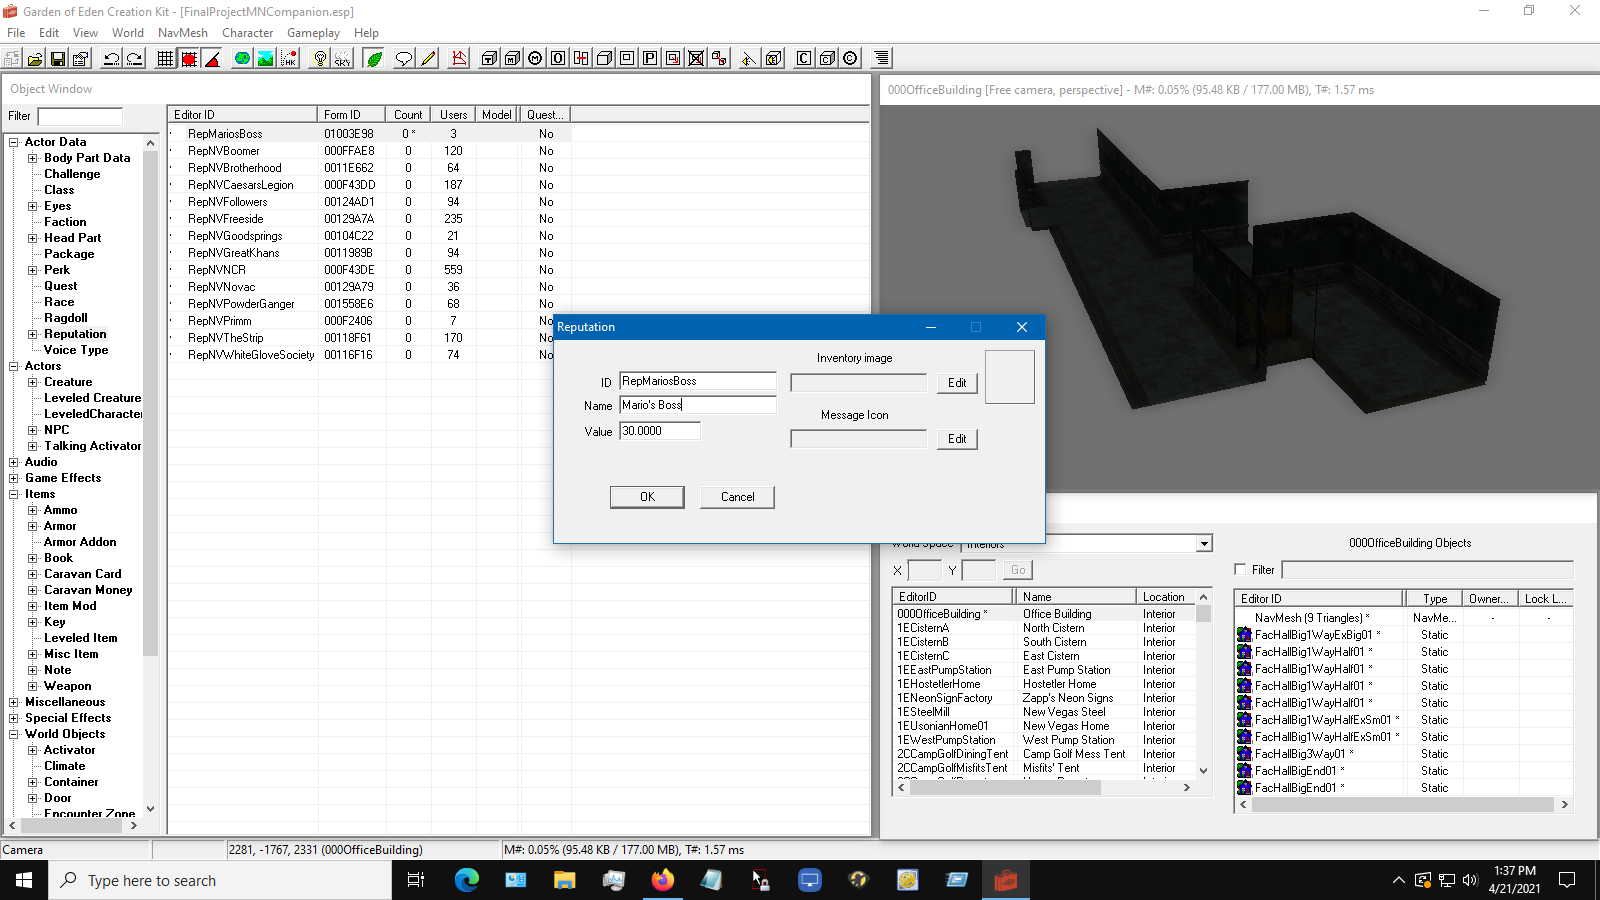 Garden of Eden Creation Kit - [FinalProjectMNCompanion.esp]
File Edit View World NavMesh Character Gameplay Help
Object Window
Filter
Actor Data
Body Part Data
Challenge
Class
Eyes
Faction
Head Part
Package
Perk
Quest
Race
Ragdoll
Reputation
Voice Type
Actors
Creature
Leveled Creature
LeveledCharacter
NPC
Talking Activator
Audio
Game Effects
Items
Ammo
Armor
Armor Addon
Book
Caravan Card
Caravan Money
Item Mod
Key
Leveled Item
Misc Item
Note
Weapon
Miscellaneous
Special Effects
World Objects
Activator
Climate
Container
Door
Encounter Zone
Editor ID Form ID Count Users Model Quest...
RepMariosBoss 01003E98 0 * 3 No
RepNVBoomer 000FFAE8 0 120 No
RepNVBrotherhood 0011E662 0 64 No
RepNVCaesarsLegion 000F43DD 0 187 No
RepNVFollowers 00124AD1 0 94 No
RepNVFreeside 00129A7A 0 235 No
RepNVGoodsprings 00104C22 0 21 No
RepNVGreatKhans 0011989B 0 94 No
RepNVNCR 000F43DE 0 559 No
RepNVNovac 00129A79 0 36 No
RepNVPowderGanger 001558E6 0 68 No
RepNVPrimm 000F2406 0 7 No
RepNVTheStrip 00118F61 0 170 No
RepNVWhiteGloveSociety 00116F16 0 74 No
000OfficeBuilding [Free camera, perspective] - M#: 0.05% (95.48 KB / 177.00 MB), T#: 1.57 ms
Reputation
ID RepMariosBoss
Name Mario's Boss
Value 30.0000
Inventory image
Edit
Message Icon
Edit
OK Cancel
World Space Interiors
X Y Go
EditorID Name Location
000OfficeBuilding * Office Building Interior
1ECisternA North Cistern Interior
1ECisternB South Cistern Interior
1ECisternC East Cistern Interior
1EEastPumpStation East Pump Station Interior
1EHostetlerHome Hostetler Home Interior
1ENeonSignFactory Zapp's Neon Signs Interior
1ESteelMill New Vegas Steel Interior
1EUsonianHome01 New Vegas Home Interior
1EWestPumpStation West Pump Station Interior
2CCampGolfDiningTent Camp Golf Mess Tent Interior
2CCampGolfMisfitsTent Misfits' Tent Interior
000OfficeBuilding Objects
Filter
Editor ID Type Owner... Lock L...
NavMesh (9 Triangles) * NavMe... - -
FacHallBig1WayExBig01 * Static
FacHallBig1WayHalf01 * Static
FacHallBig1WayHalf01 * Static
FacHallBig1WayHalf01 * Static
FacHallBig1WayHalf01 * Static
FacHallBig1WayHalfExSm01 * Static
FacHallBig1WayHalfExSm01 * Static
FacHallBig3Way01 * Static
FacHallBigEnd01 * Static
FacHallBigEnd01 * Static
Camera
2281, -1767, 2331 (000OfficeBuilding)
M#: 0.05% (95.48 KB / 177.00 MB), T#: 1.57 ms
Type here to search
1:37 PM
4/21/2021